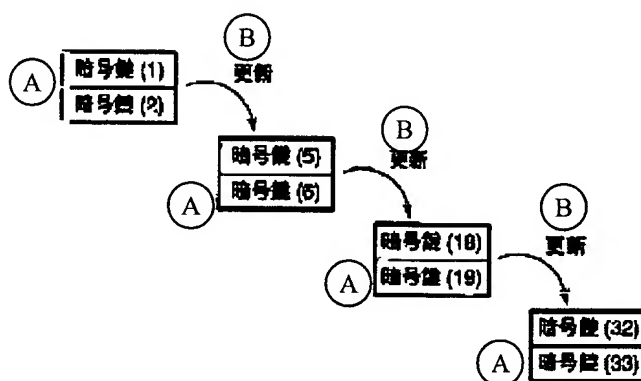 B
A
暗号鍵 (1)
更新
暗号鍵 (2)
B
暗号鍵 (5)
更新
A
暗号鍵 (6)
B
暗号鍵 (18)
更新
A
暗号鍵 (19)
暗号鍵 (32)
A
暗号鍵 (33)